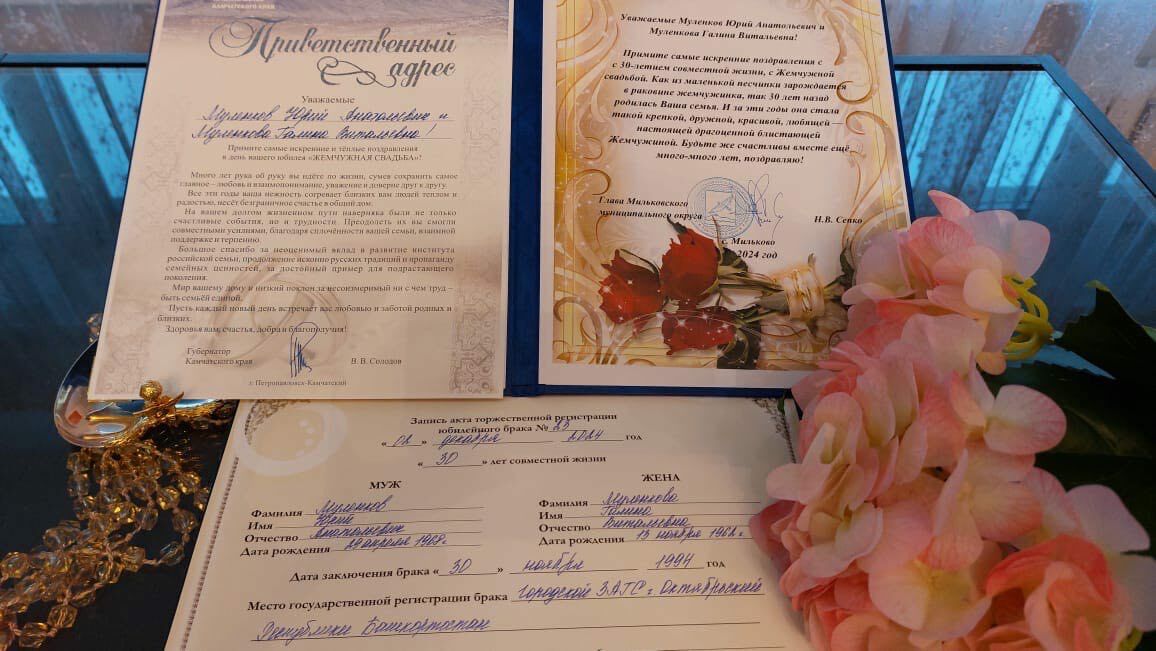 КАМЧАТСКОГО КРАЯ
Приветственный
адрес
Уважаемые
Муленков Юрий Анатольевич и
Муленкова Галина Витальевна!
Примите самые искренние и тёплые поздравления
в день вашего юбилея «ЖЕМЧУЖНАЯ СВАДЬБА»!
Много лет рука об руку вы идёте по жизни, сумев сохранить самое
главное – любовь и взаимопонимание, уважение и доверие друг к другу.
Все эти годы ваша нежность согревает близких вам людей теплом и
радостью, несёт безграничное счастье в общий дом.
На вашем долгом жизненном пути наверняка были не только
счастливые события, но и трудности. Преодолеть их вы смогли
совместными усилиями, благодаря сплочённости вашей семьи, взаимной
поддержке и терпению.
Большое спасибо за неоценимый вклад в развитие института
российской семьи, продолжение исконно русских традиций и пропаганду
семейных ценностей, за достойный пример для подрастающего
поколения.
Мир вашему дому и низкий поклон за несоизмеримый ни с чем труд –
быть семьёй единой.
Пусть каждый новый день встречает вас любовью и заботой родных и
близких.
Здоровья вам, счастья, добра и благополучия!
Губернатор
Камчатского края
В. В. Солодов
г. Петропавловск-Камчатский
Уважаемые Муленков Юрий Анатольевич и
Муленкова Галина Витальевна!
Примите самые искренние поздравления с
с 30-летием совместной жизни, с Жемчужной
свадьбой. Как из маленькой песчинки зарождается
в раковине жемчужинка, так 30 лет назад
родилась Ваша семья. И за эти годы она стала
такой крепкой, дружной, красивой, любящей —
настоящей драгоценной блистающей
Жемчужиной. Будьте же счастливы вместе ещё
много-много лет, поздравляю!
Глава Мильковского
муниципального округа
Н.В. Сепко
с. Мильково
2024 год
Запись акта торжественной регистрации
юбилейного брака № 23
« 02 » декабря 2024 год
« 30 » лет совместной жизни
МУЖ
Фамилия Муленков
Имя Юрий
Отчество Анатольевич
Дата рождения 29 апреля 1968г.
ЖЕНА
Фамилия Муленкова
Имя Галина
Отчество Витальевна
Дата рождения 13 ноября 1968г.
Дата заключения брака « 30 » ноября 1994 год
Место государственной регистрации брака Городской ЗАГС г. Октябрьский
Республики Башкортостан